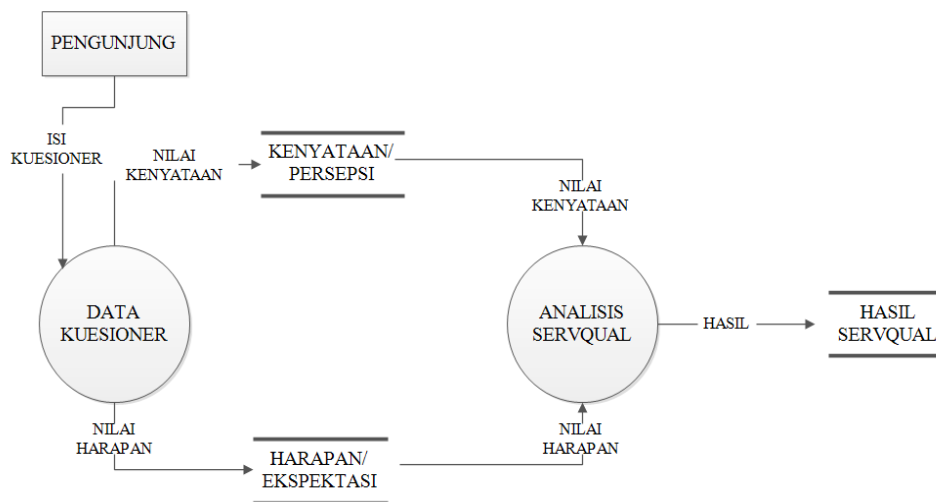 PENGUNJUNG
ISI
KUESIONER
NILAI
KENYATAAN
KENYATAAN/
PERSEPSI
NILAI
KENYATAAN
DATA
KUESIONER
ANALISIS
SERVQUAL
HASIL
HASIL
SERVQUAL
NILAI
HARAPAN
HARAPAN/
EKSPEKTASI
NILAI
HARAPAN